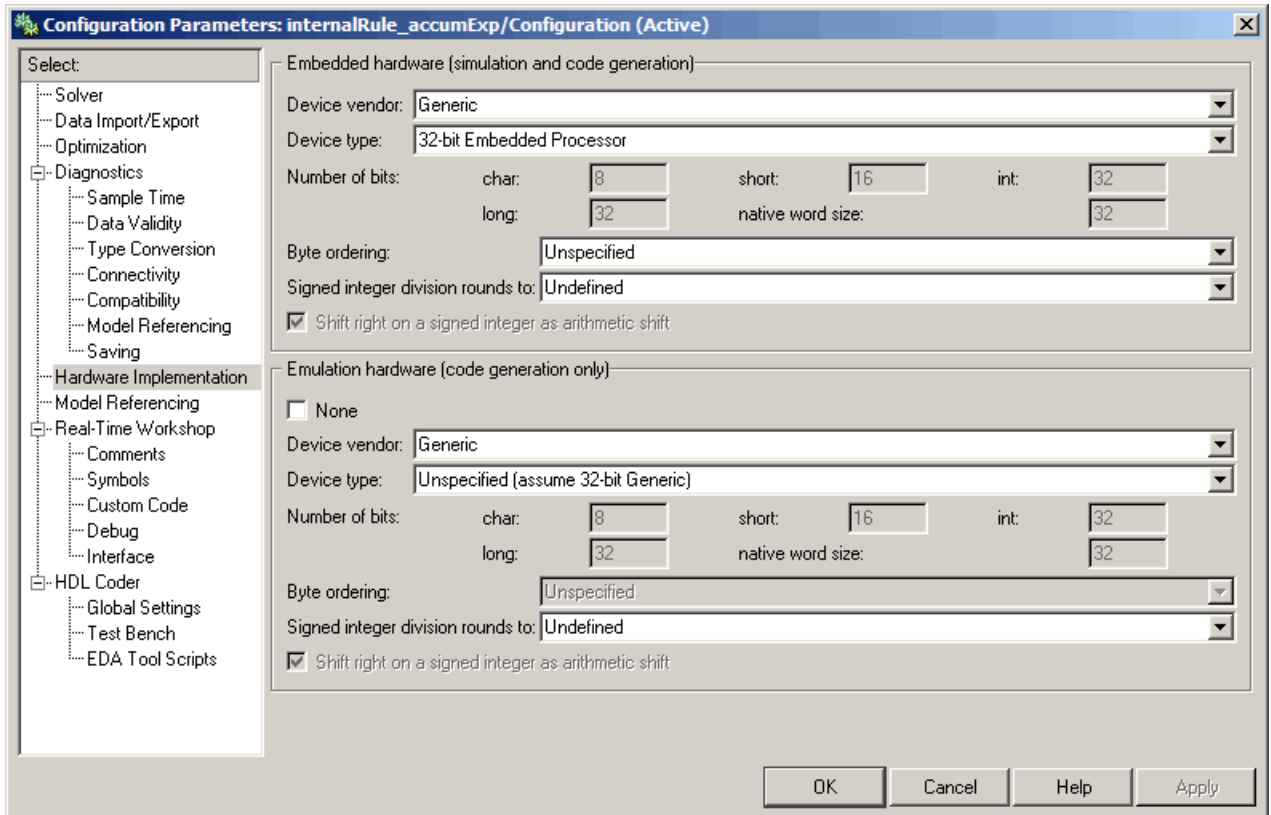 Configuration Parameters: internalRule_accumExp/Configuration (Active)
Select:
Solver
Data Import/Export
Optimization
Diagnostics
Sample Time
Data Validity
Type Conversion
Connectivity
Compatibility
Model Referencing
Saving
Hardware Implementation
Model Referencing
Real-Time Workshop
Comments
Symbols
Custom Code
Debug
Interface
HDL Coder
Global Settings
Test Bench
EDA Tool Scripts
Embedded hardware (simulation and code generation)
Device vendor: Generic
Device type: 32-bit Embedded Processor
Number of bits: char: 8 short: 16 int: 32
long: 32 native word size: 32
Byte ordering: Unspecified
Signed integer division rounds to: Undefined
Shift right on a signed integer as arithmetic shift
Emulation hardware (code generation only)
None
Device vendor: Generic
Device type: Unspecified (assume 32-bit Generic)
Number of bits: char: 8 short: 16 int: 32
long: 32 native word size: 32
Byte ordering: Unspecified
Signed integer division rounds to: Undefined
Shift right on a signed integer as arithmetic shift
OK Cancel Help Apply